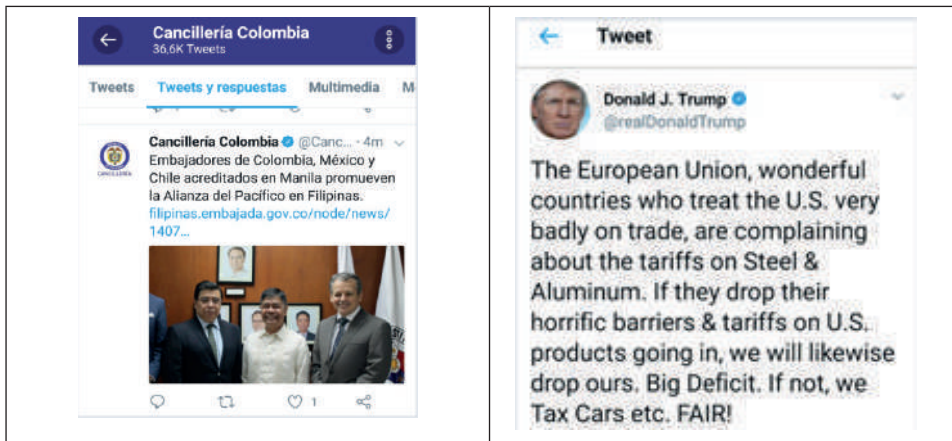 Cancillería Colombia
36,6K Tweets
Tweets
Tweets y respuestas
Multimedia
M
Cancillería Colombia @Canc... · 4m
Embajadores de Colombia, México y
Chile acreditados en Manila promueven
la Alianza del Pacífico en Filipinas.
filipinas.embajada.gov.co/node/news/
1407...
1
Tweet
Donald J. Trump
@realDonaldTrump
The European Union, wonderful
countries who treat the U.S. very
badly on trade, are complaining
about the tariffs on Steel &
Aluminum. If they drop their
horrific barriers & tariffs on U.S.
products going in, we will likewise
drop ours. Big Deficit. If not, we
Tax Cars etc. FAIR!